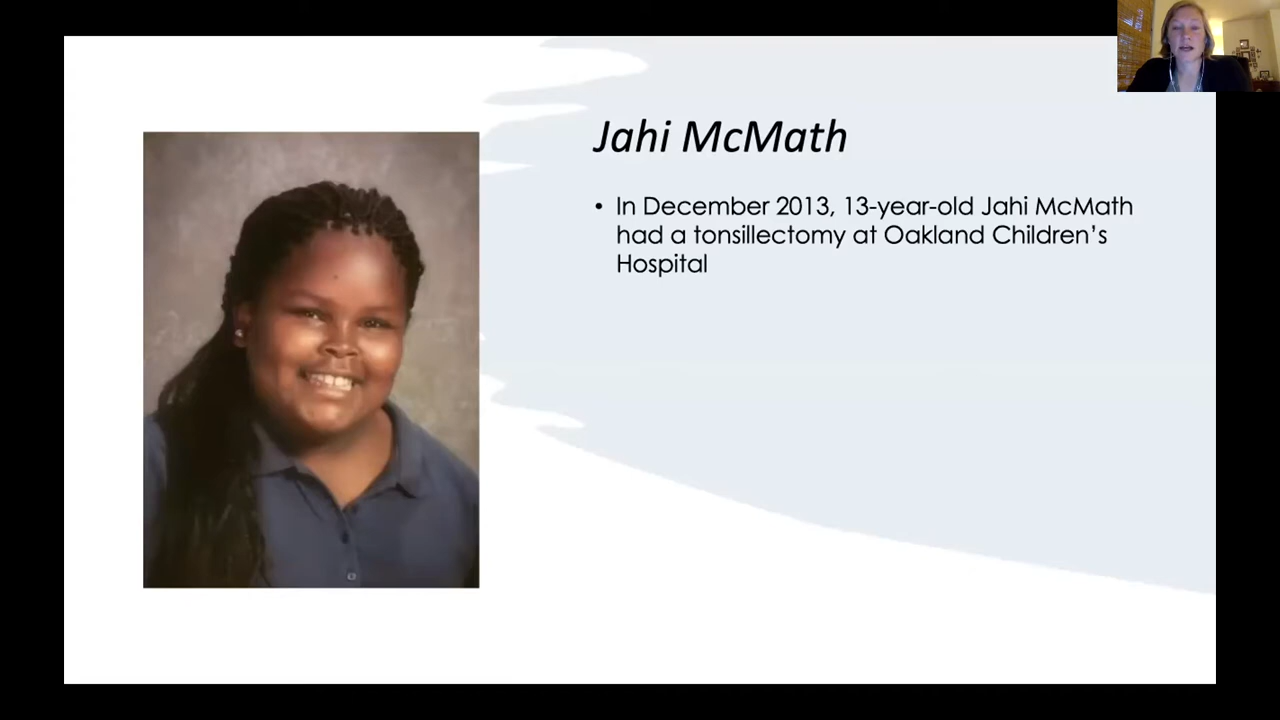 Jahi McMath
• In December 2013, 13-year-old Jahi McMath
had a tonsillectomy at Oakland Children's
Hospital